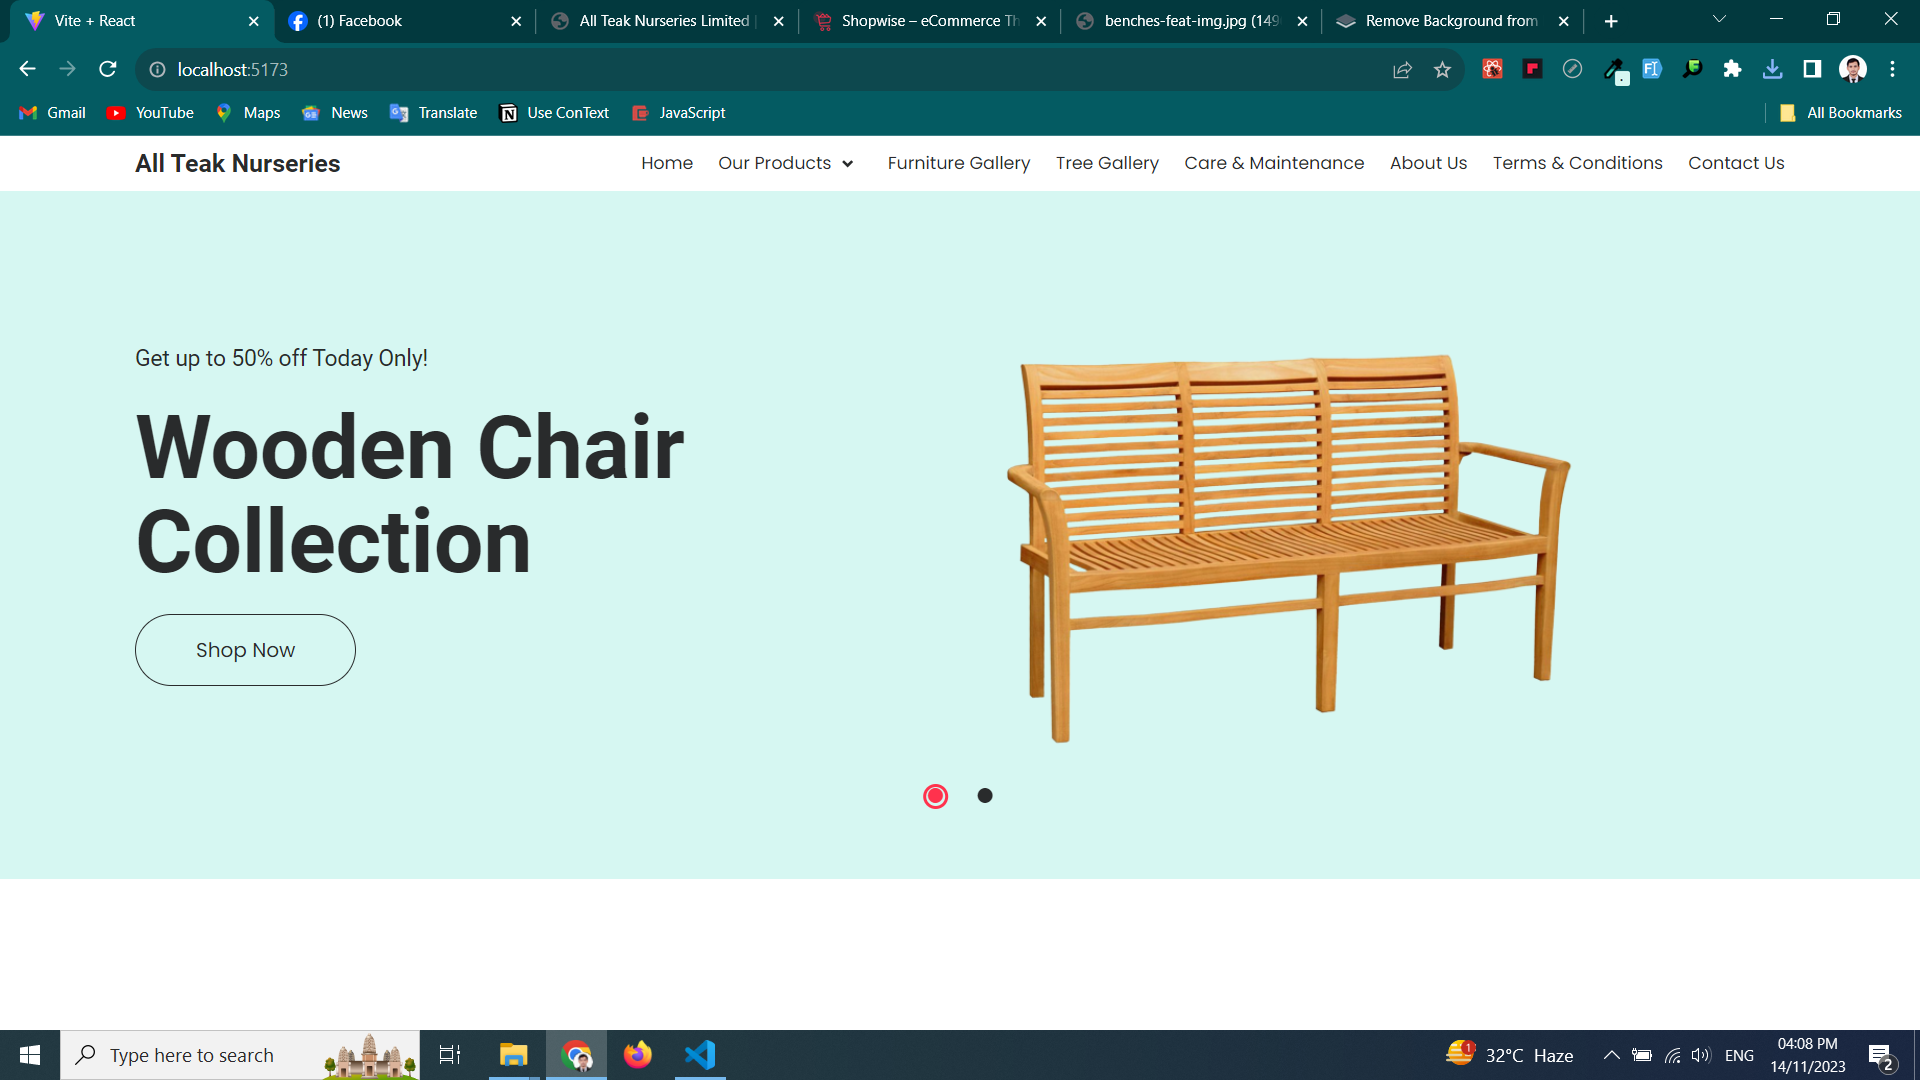 Vite + React
(1) Facebook
All Teak Nurseries Limited |
Shopwise – eCommerce Th
benches-feat-img.jpg (149
Remove Background from
localhost:5173
Gmail
YouTube
Maps
News
Translate
Use ConText
JavaScript
All Bookmarks
All Teak Nurseries
Home
Our Products
Furniture Gallery
Tree Gallery
Care & Maintenance
About Us
Terms & Conditions
Contact Us
Get up to 50% off Today Only!
Wooden Chair
Collection
Shop Now
Type here to search
1
32°C Haze
ENG
04:08 PM
14/11/2023
2